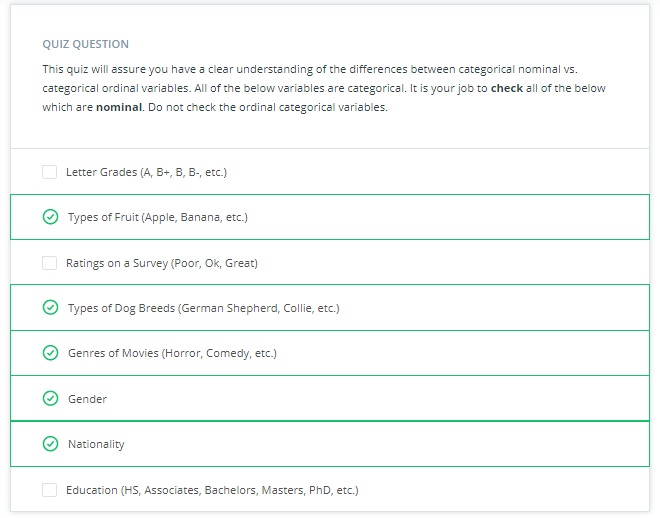 QUIZ QUESTION
This quiz will assure you have a clear understanding of the differences between categorical nominal vs.
categorical ordinal variables. All of the below variables are categorical. It is your job to check all of the below
which are nominal. Do not check the ordinal categorical variables.
Letter Grades (A, B+, B, B-, etc.)
Types of Fruit (Apple, Banana, etc.)
Ratings on a Survey (Poor, Ok, Great)
Types of Dog Breeds (German Shepherd, Collie, etc.)
Genres of Movies (Horror, Comedy, etc.)
Gender
Nationality
Education (HS, Associates, Bachelors, Masters, PhD, etc.)